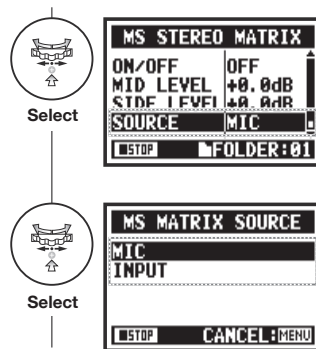 MS STEREO MATRIX
ON/OFF OFF
MID LEVEL +0.0dB
SIDE LEVEL +0.0dB
SOURCE MIC
STOP FOLDER:01
Select
MS MATRIX SOURCE
MIC
INPUT
STOP CANCEL:MENU
Select